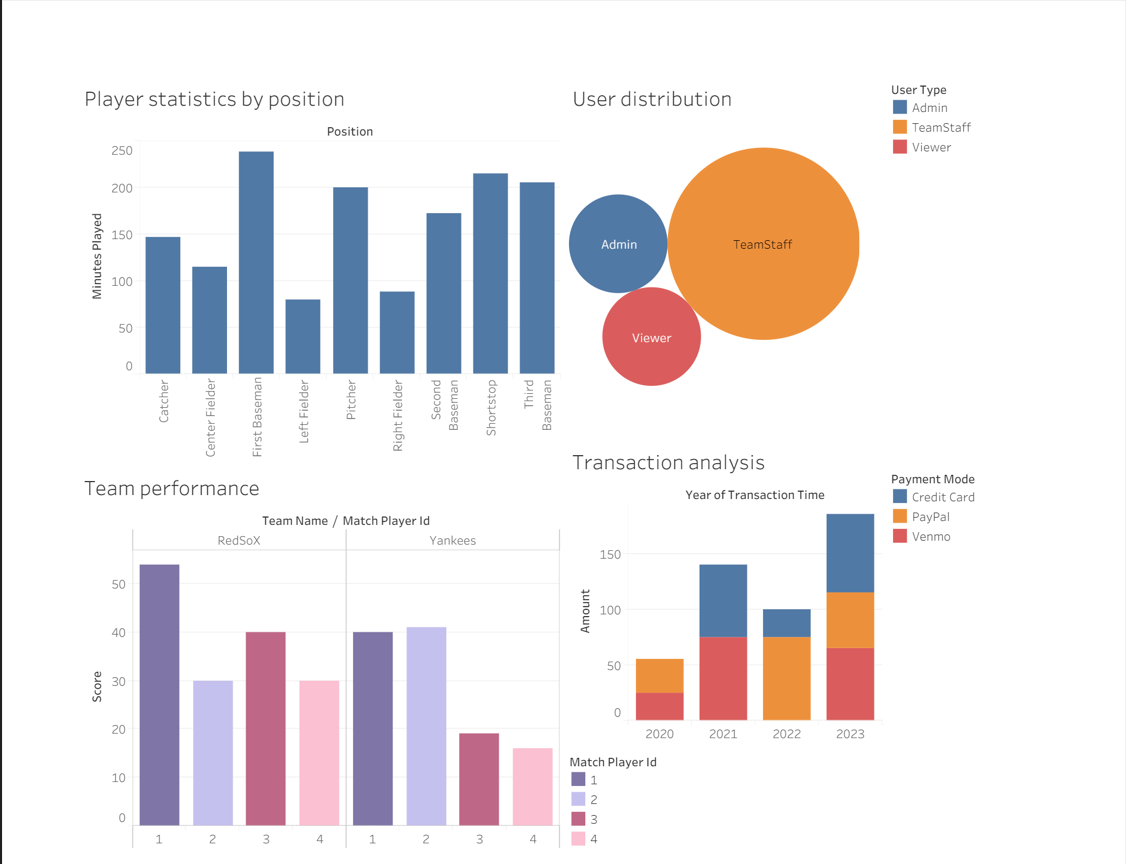 Player statistics by position
Position
Minutes Played
250
200
150
100
50
0
Catcher
Center Fielder
First Baseman
Left Fielder
Pitcher
Right Fielder
Second
Baseman
Shortstop
Third
Baseman
User distribution
Admin
TeamStaff
Viewer
User Type
Admin
TeamStaff
Viewer
Team performance
Team Name / Match Player Id
RedSoX
Yankees
Score
50
40
30
20
10
0
1
2
3
4
1
2
3
4
Transaction analysis
Year of Transaction Time
Amount
150
100
50
0
2020
2021
2022
2023
Payment Mode
Credit Card
PayPal
Venmo
Match Player Id
1
2
3
4